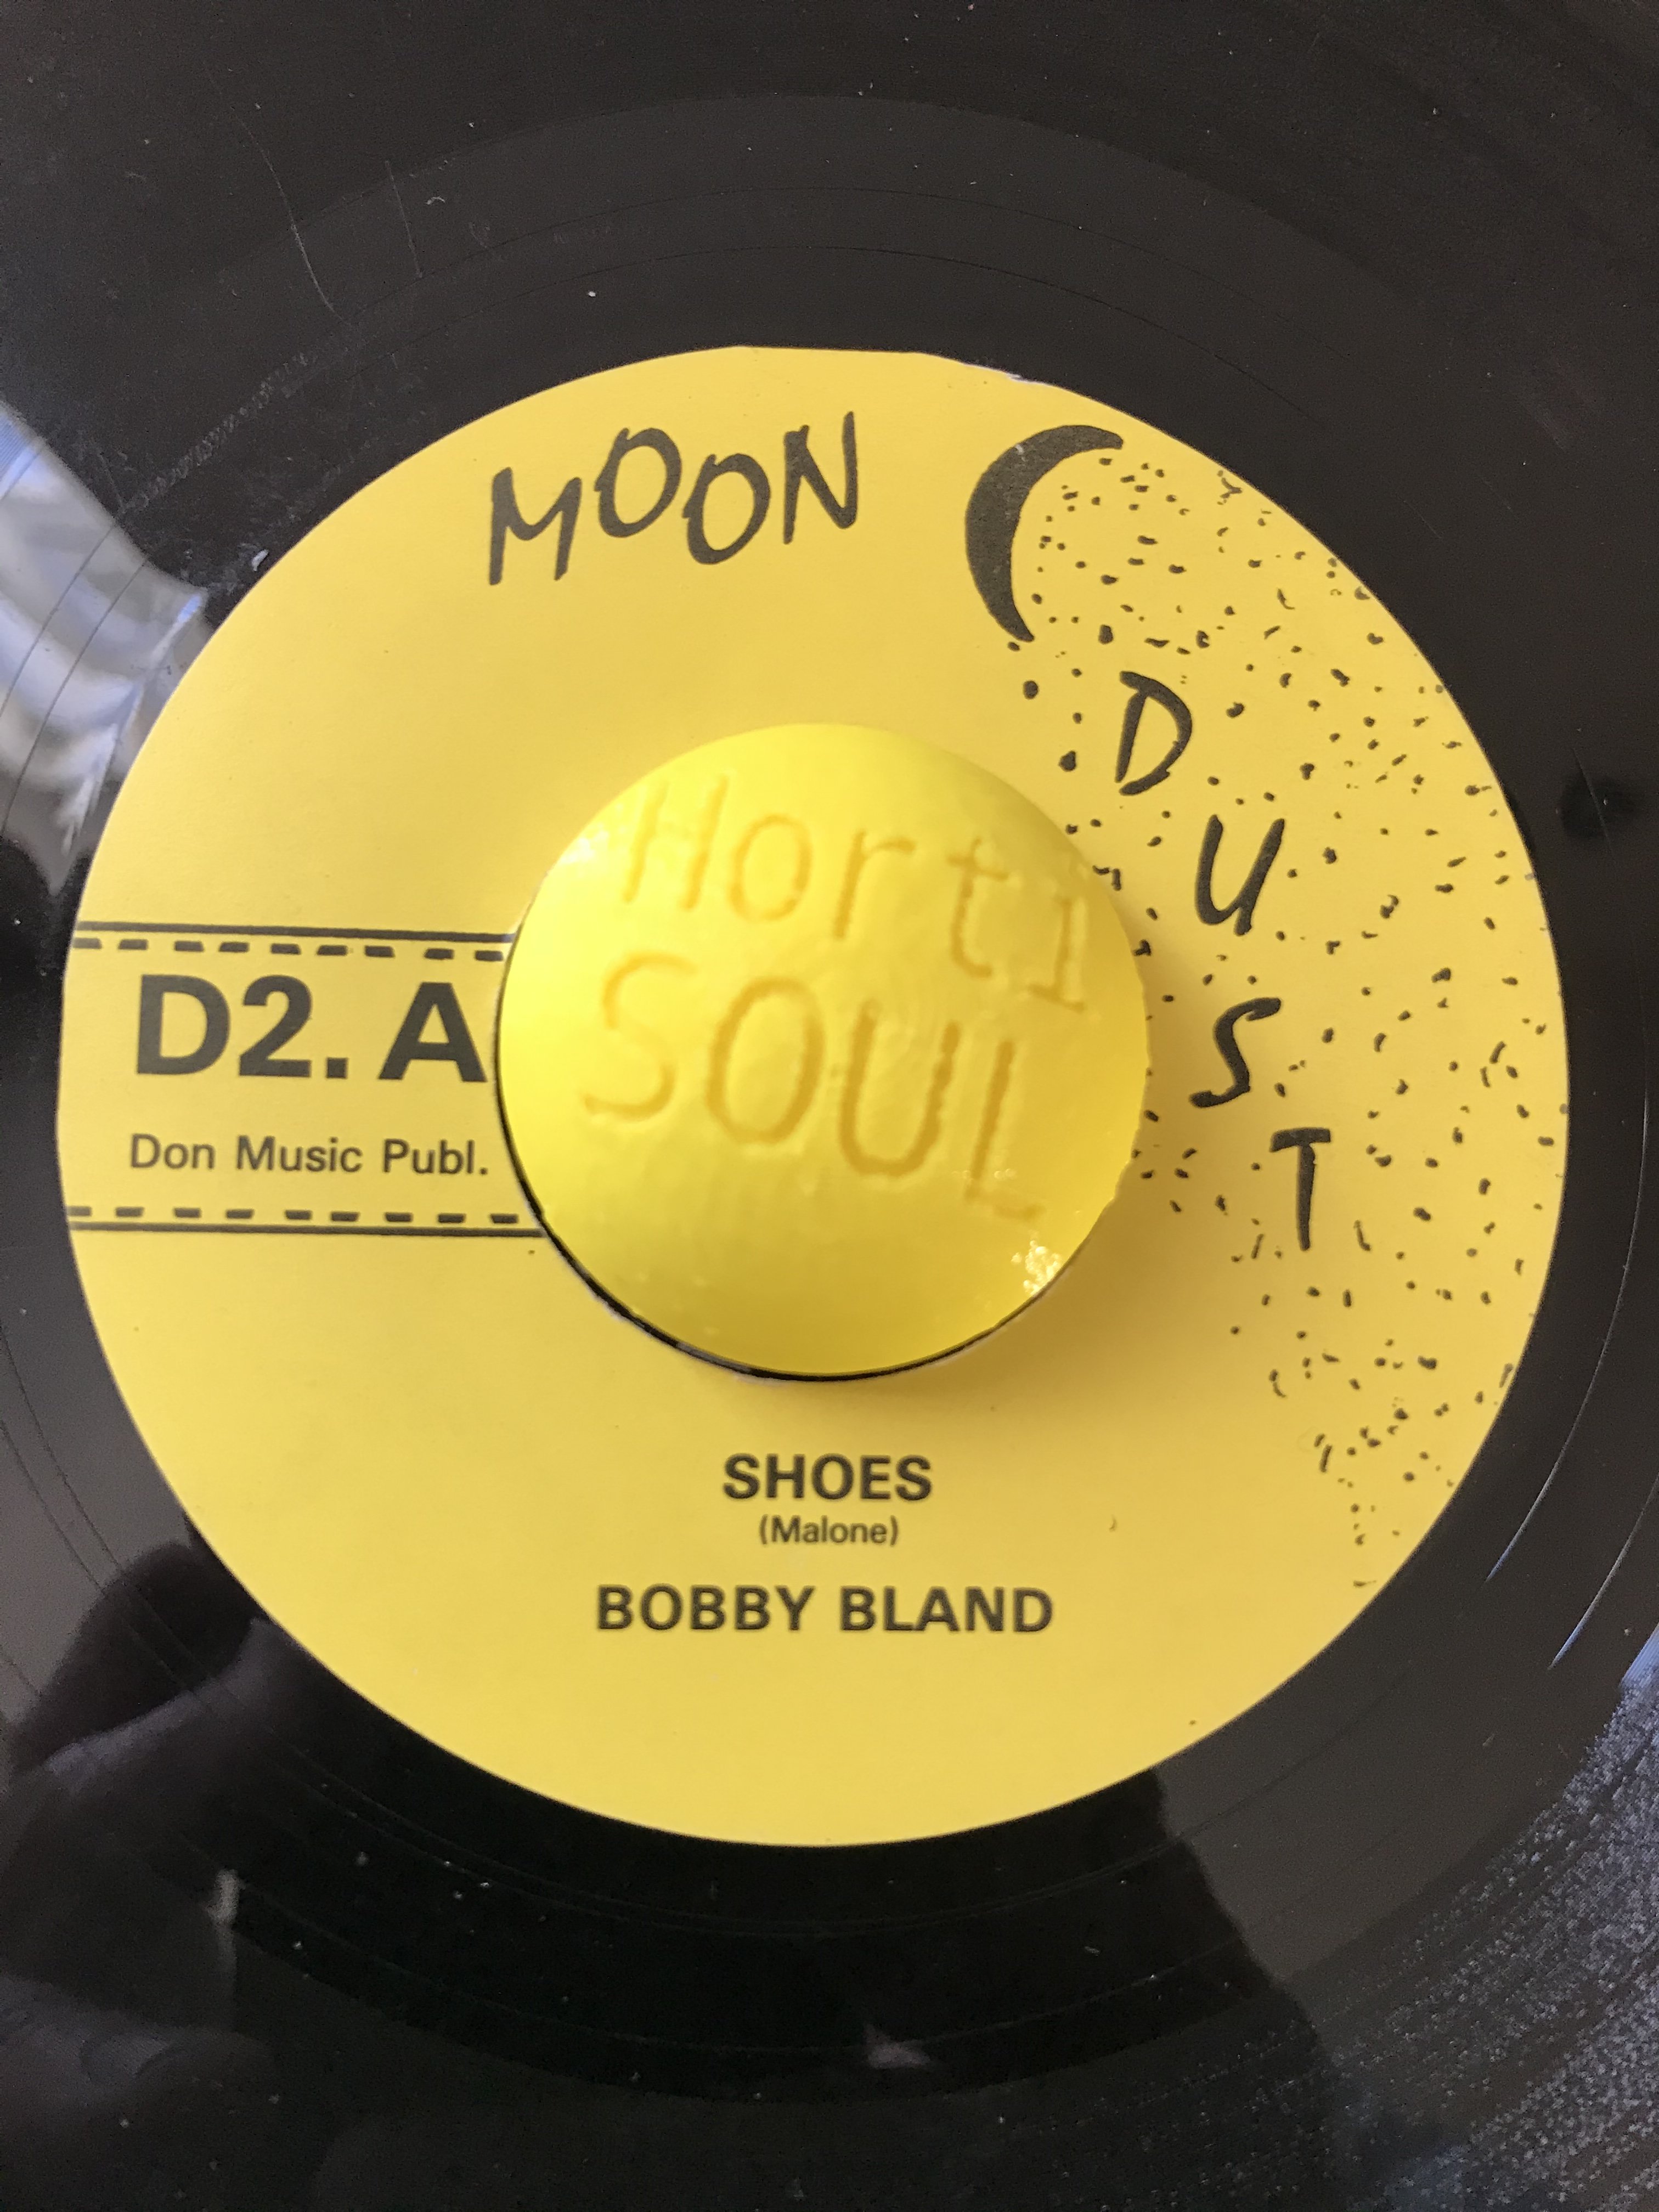 MOON
DUST
HortI
SOUL
D2. A
Don Music Publ.
SHOES
(Malone)
BOBBY BLAND